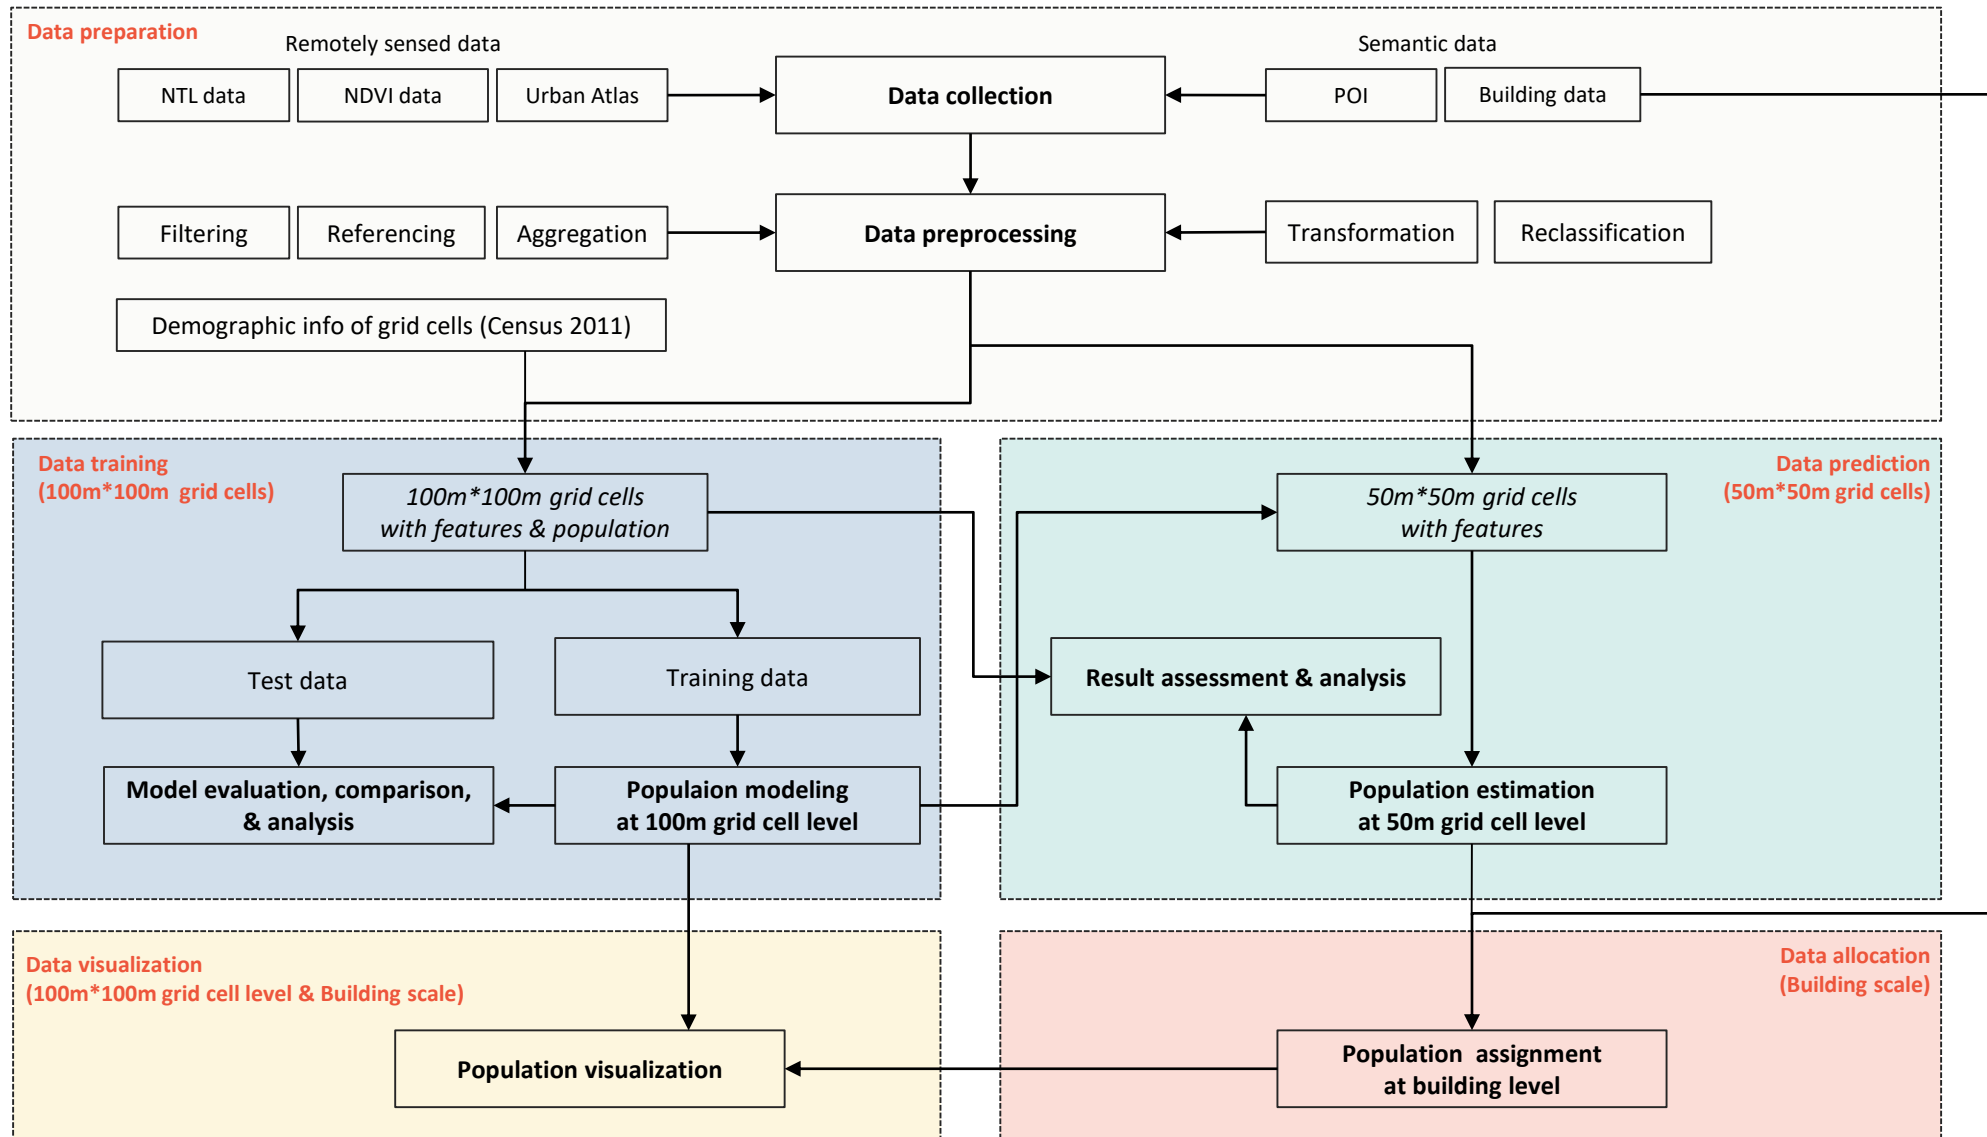 Data preparation
Remotely sensed data
Semantic data
NTL data
NDVI data
Urban Atlas
Data collection
POI
Building data
Filtering
Referencing
Aggregation
Data preprocessing
Transformation
Reclassification
Demographic info of grid cells (Census 2011)
Data training
(100m*100m grid cells)
100m*100m grid cells
with features & population
Test data
Training data
Model evaluation, comparison,
& analysis
Populaion modeling
at 100m grid cell level
Data prediction
(50m*50m grid cells)
50m*50m grid cells
with features
Result assessment & analysis
Population estimation
at 50m grid cell level
Data visualization
(100m*100m grid cell level & Building scale)
Population visualization
Data allocation
(Building scale)
Population assignment
at building level